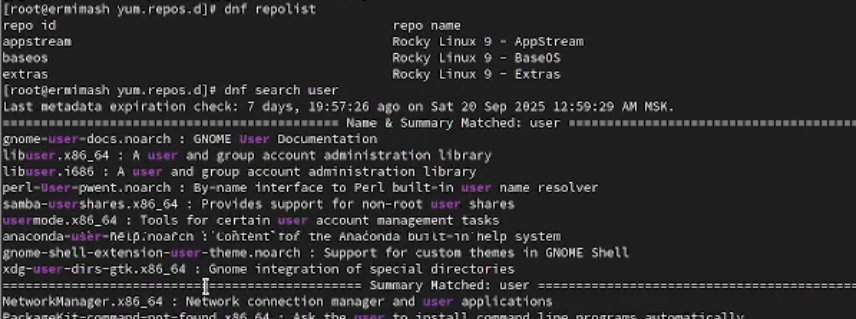 [root@ermimash yum.repos.d]# dnf repolist
repo id repo name
appstream Rocky Linux 9 - AppStream
baseos Rocky Linux 9 - BaseOS
extras Rocky Linux 9 - Extras
[root@ermimash yum.repos.d]# dnf search user
Last metadata expiration check: 7 days, 19:57:26 ago on Sat 20 Sep 2025 12:59:29 AM MSK.
======================================== Name & Summary Matched: user ========================================
gnome-user-docs.noarch : GNOME User Documentation
libuser.x86_64 : A user and group account administration library
libuser.i686 : A user and group account administration library
perl-User-pwent.noarch : By-name interface to Perl built-in user name resolver
samba-usershares.x86_64 : Provides support for non-root user shares
usermode.x86_64 : Tools for certain user account management tasks
anaconda-user-help.noarch : Content of the Anaconda built-in help system
gnome-shell-extension-user-theme.noarch : Support for custom themes in GNOME Shell
xdg-user-dirs-gtk.x86_64 : Gnome integration of special directories
=========================================== Summary Matched: user ===========================================
NetworkManager.x86_64 : Network connection manager and user applications
PackageKit-command-not-found.x86_64 : Ask the user to install command line programs automatically